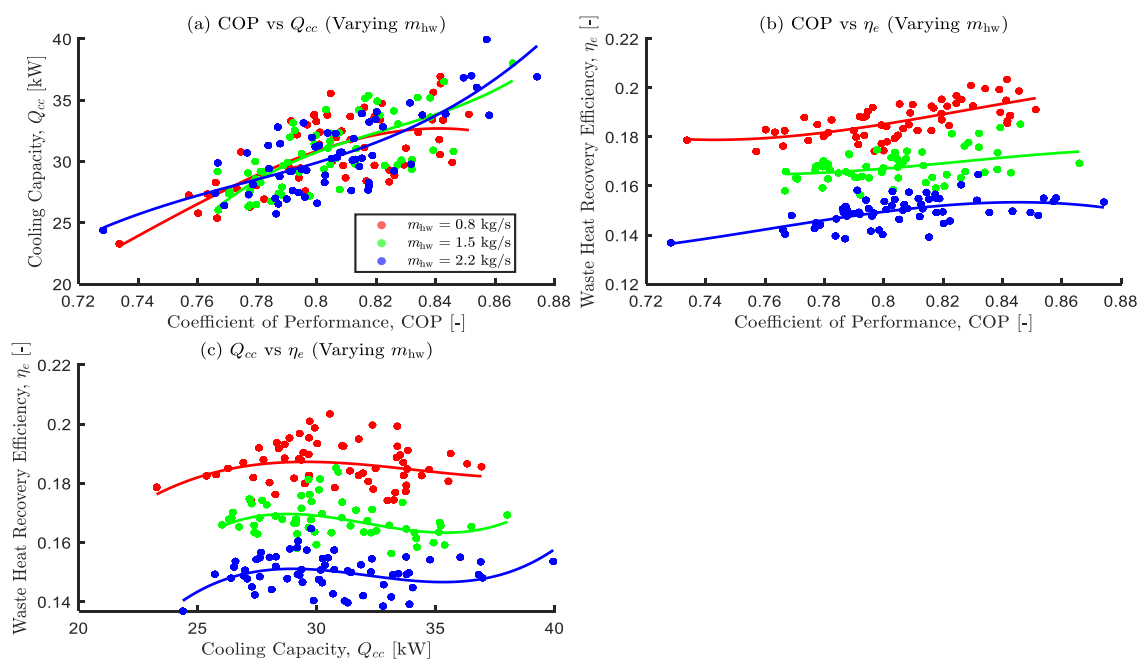 (a) COP vs Q_cc (Varying m_hw)
Cooling Capacity, Q_cc [kW]
40
35
30
25
20
m_hw = 0.8 kg/s
m_hw = 1.5 kg/s
m_hw = 2.2 kg/s
0.72 0.74 0.76 0.78 0.8 0.82 0.84 0.86 0.88
Coefficient of Performance, COP [-]
(b) COP vs η_e (Varying m_hw)
Waste Heat Recovery Efficiency, η_e [-]
0.22
0.2
0.18
0.16
0.14
0.12
0.72 0.74 0.76 0.78 0.8 0.82 0.84 0.86 0.88
Coefficient of Performance, COP [-]
(c) Q_cc vs η_e (Varying m_hw)
Waste Heat Recovery Efficiency, η_e [-]
0.22
0.2
0.18
0.16
0.14
20 25 30 35 40
Cooling Capacity, Q_cc [kW]